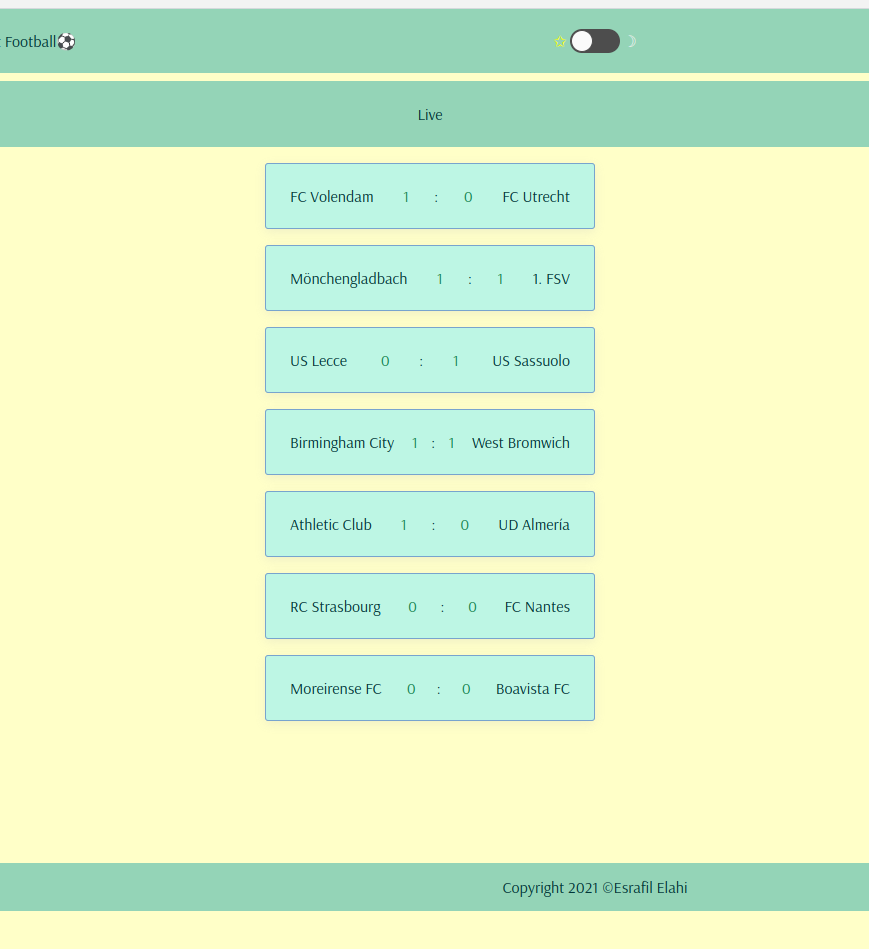 : Football⚽ ✩ ☽
Live
FC Volendam 1 : 0 FC Utrecht
Mönchengladbach 1 : 1 1. FSV
US Lecce 0 : 1 US Sassuolo
Birmingham City 1 : 1 West Bromwich
Athletic Club 1 : 0 UD Almería
RC Strasbourg 0 : 0 FC Nantes
Moreirense FC 0 : 0 Boavista FC
Copyright 2021 ©Esrafil Elahi